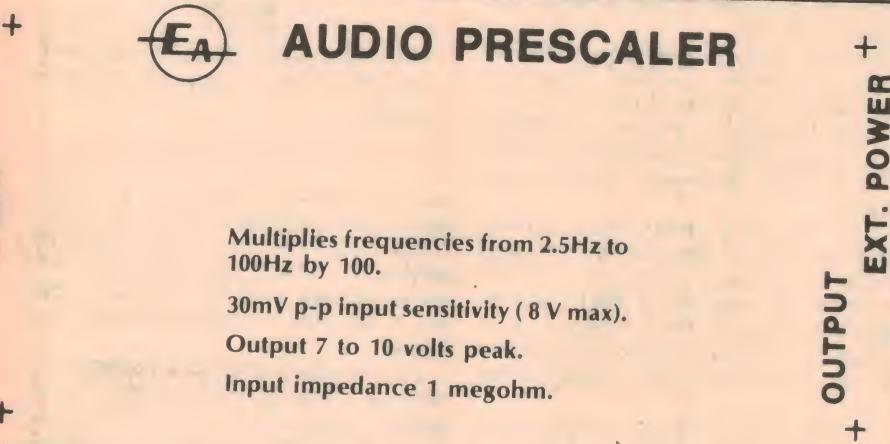 EA AUDIO PRESCALER
Multiplies frequencies from 2.5Hz to
100Hz by 100.
30mV p-p input sensitivity ( 8 V max).
Output 7 to 10 volts peak.
Input impedance 1 megohm.
OUTPUT
EXT. POWER